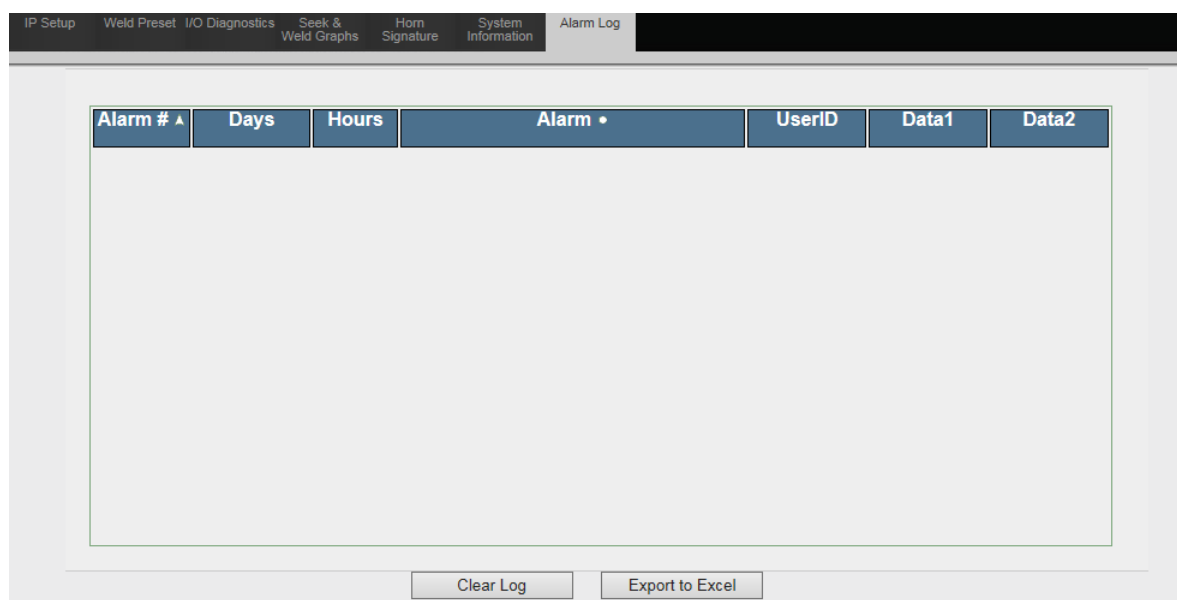 IP Setup Weld Preset I/O Diagnostics Seek & Weld Graphs Horn Signature System Information Alarm Log
Alarm # ▲ Days Hours Alarm • UserID Data1 Data2
Clear Log Export to Excel